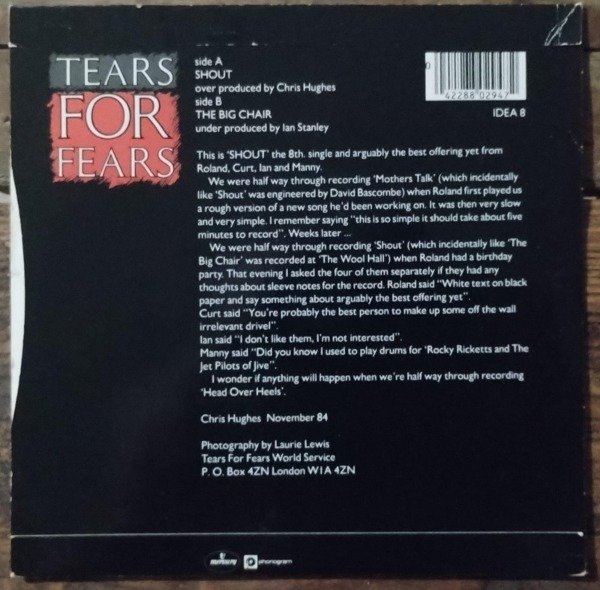 TEARS
FOR
FEARS
side A
SHOUT
over produced by Chris Hughes
side B
THE BIG CHAIR
under produced by Ian Stanley
0
42288 02947
IDEA 8
This is 'SHOUT' the 8th. single and arguably the best offering yet from
Roland, Curt, Ian and Manny.
We were half way through recording 'Mothers Talk' (which incidentally
like 'Shout' was engineered by David Bascombe) when Roland first played us
a rough version of a new song he'd been working on. It was then very slow
and very simple. I remember saying "this is so simple it should take about five
minutes to record". Weeks later ...
We were half way through recording 'Shout' (which incidentally like 'The
Big Chair' was recorded at 'The Wool Hall') when Roland had a birthday
party. That evening I asked the four of them separately if they had any
thoughts about sleeve notes for the record. Roland said "White text on black
paper and say something about arguably the best offering yet".
Curt said "You're probably the best person to make up some off the wall
irrelevant drivel".
Ian said "I don't like them, I'm not interested".
Manny said "Did you know I used to play drums for 'Rocky Ricketts and The
Jet Pilots of Jive".
I wonder if anything will happen when we're half way through recording
'Head Over Heels'.
Chris Hughes November 84
Photography by Laurie Lewis
Tears For Fears World Service
P. O. Box 4ZN London W1A 4ZN
mercury
phonogram